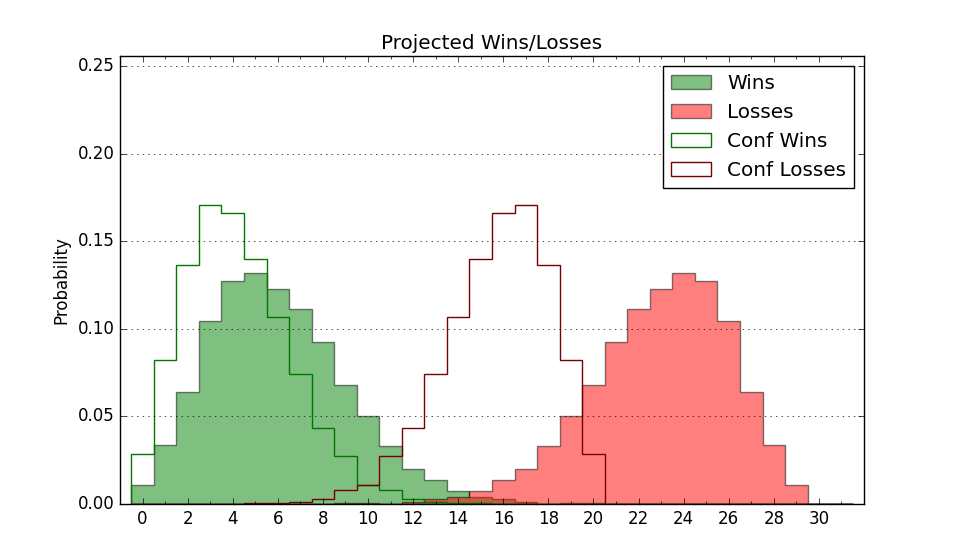 Projected Wins/Losses
0.25
0.20
0.15
0.10
0.05
0.00
Probability
Wins
Losses
Conf Wins
Conf Losses
0 2 4 6 8 10 12 14 16 18 20 22 24 26 28 30